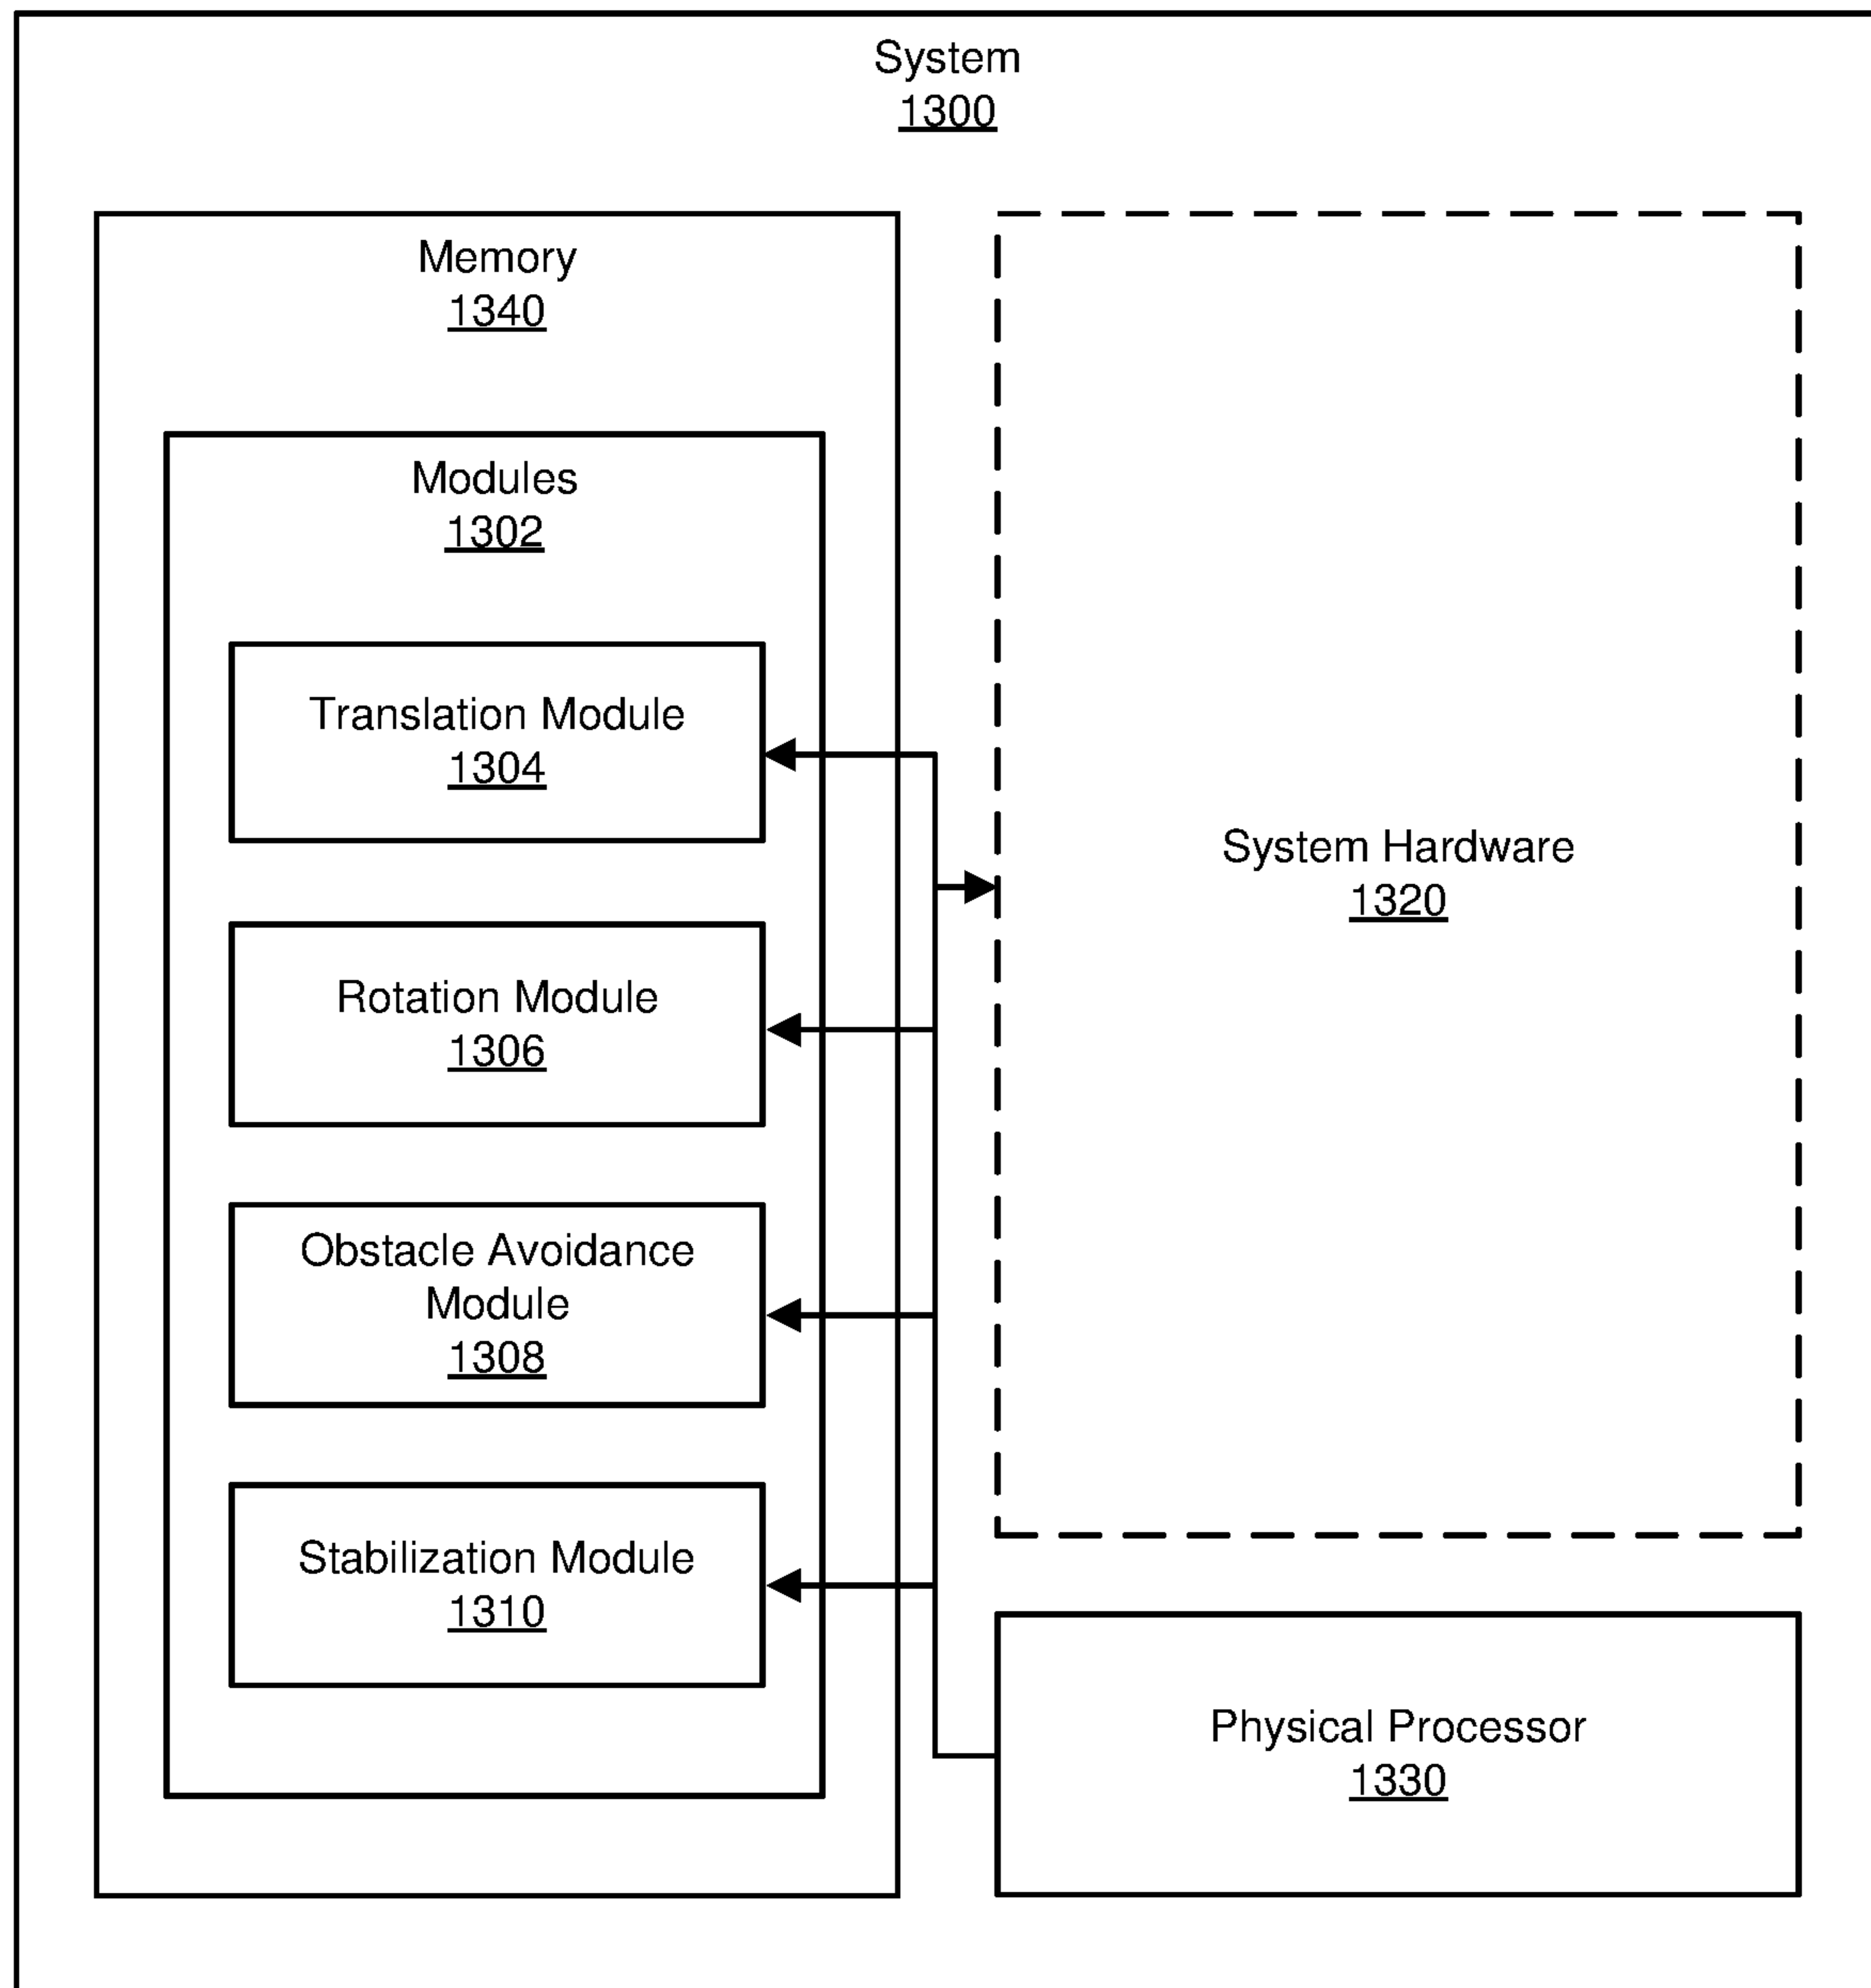 System
1300
Memory
1340
Modules
1302
Translation Module
1304
Rotation Module
1306
Obstacle Avoidance
Module
1308
Stabilization Module
1310
System Hardware
1320
Physical Processor
1330